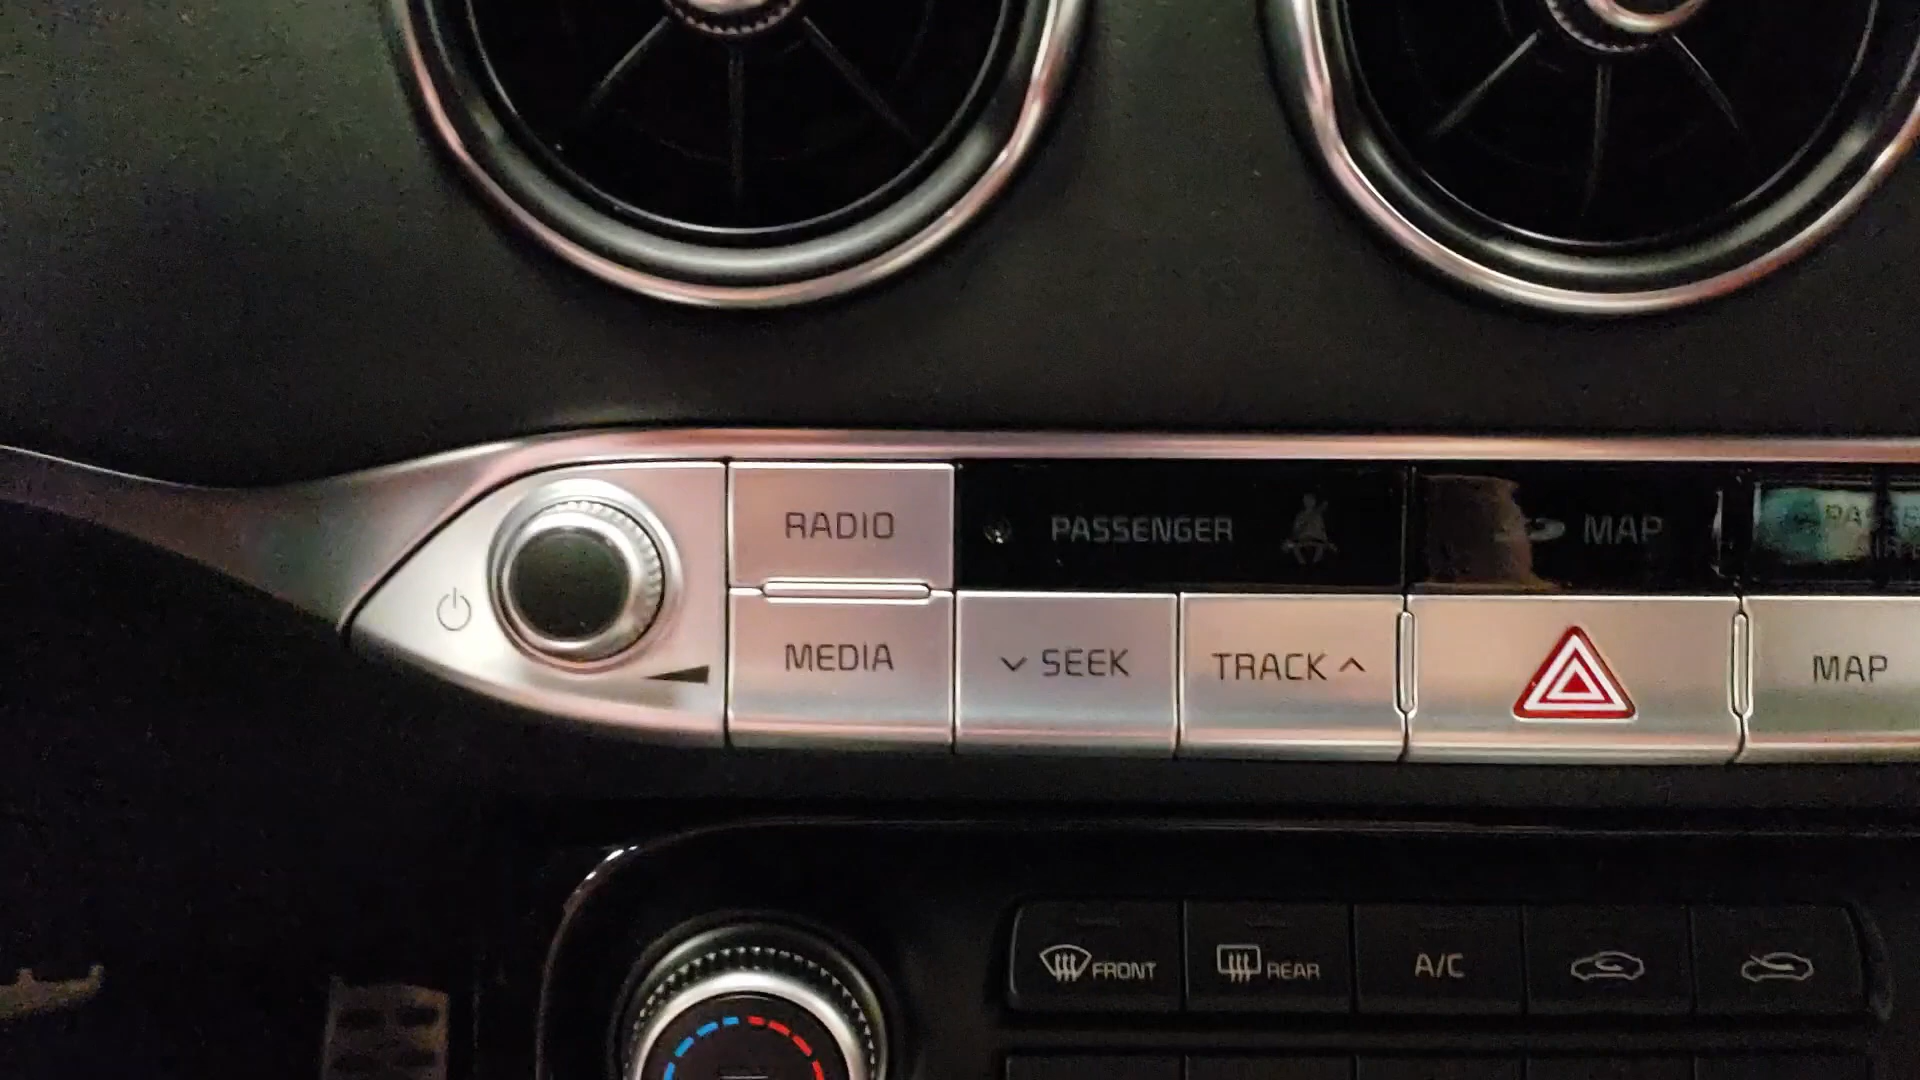 RADIO
PASSENGER
MAP
MEDIA
SEEK
TRACK
MAP
FRONT
REAR
A/C